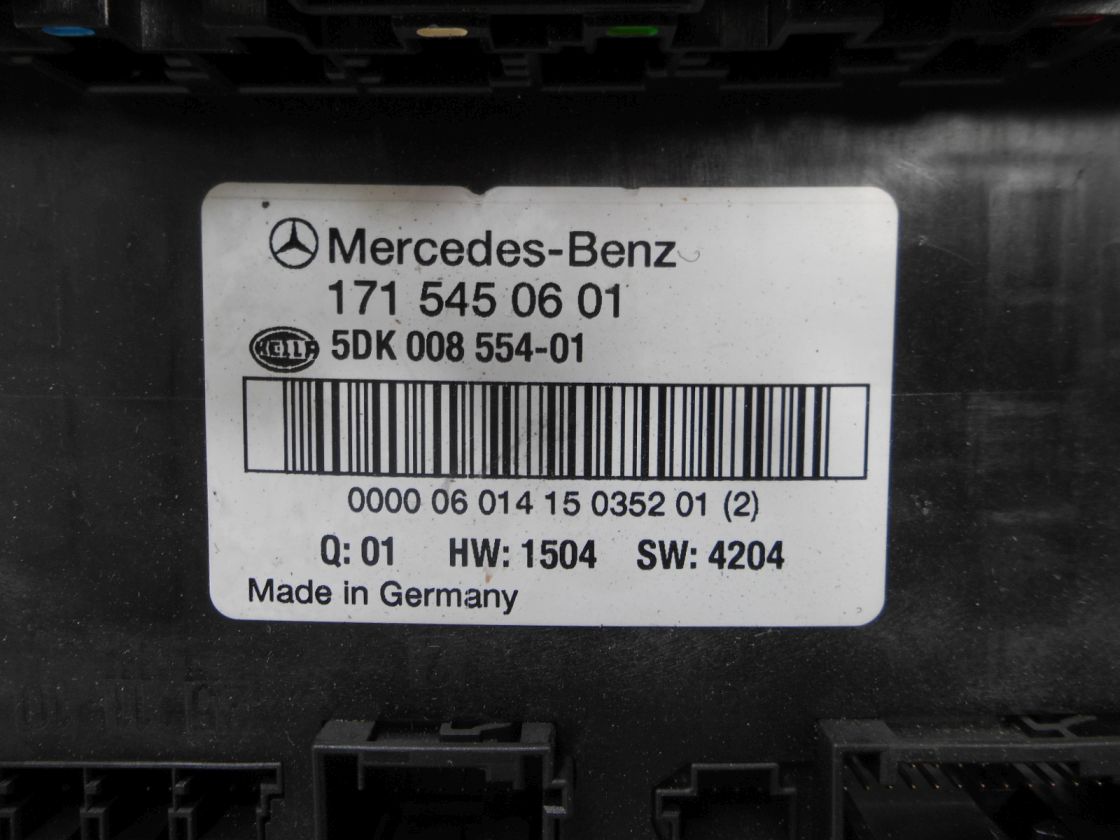 Mercedes-Benz
171 545 06 01
HELLA 5DK 008 554-01
0000 06 014 15 0352 01 (2)
Q: 01 HW: 1504 SW: 4204
Made in Germany